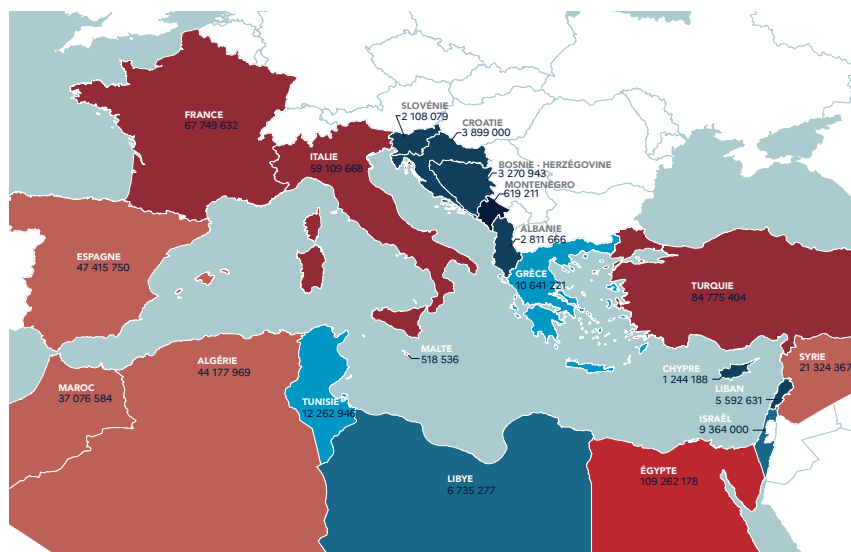 FRANCE
67 749 632
SLOVÉNIE
2 108 079
CROATIE
3 899 000
ITALIE
59 109 668
BOSNIE - HERZÉGOVINE
3 270 943
MONTENEGRO
619 211
ALBANIE
2 811 666
ESPAGNE
47 415 750
GRÈCE
10 641 221
TURQUIE
84 775 404
MALTE
518 536
ALGÉRIE
44 177 969
SYRIE
21 324 367
CHYPRE
1 244 188
MAROC
37 076 584
LIBAN
5 592 631
TUNISIE
12 262 946
ISRAËL
9 364 000
LIBYE
6 735 277
ÉGYPTE
109 262 178